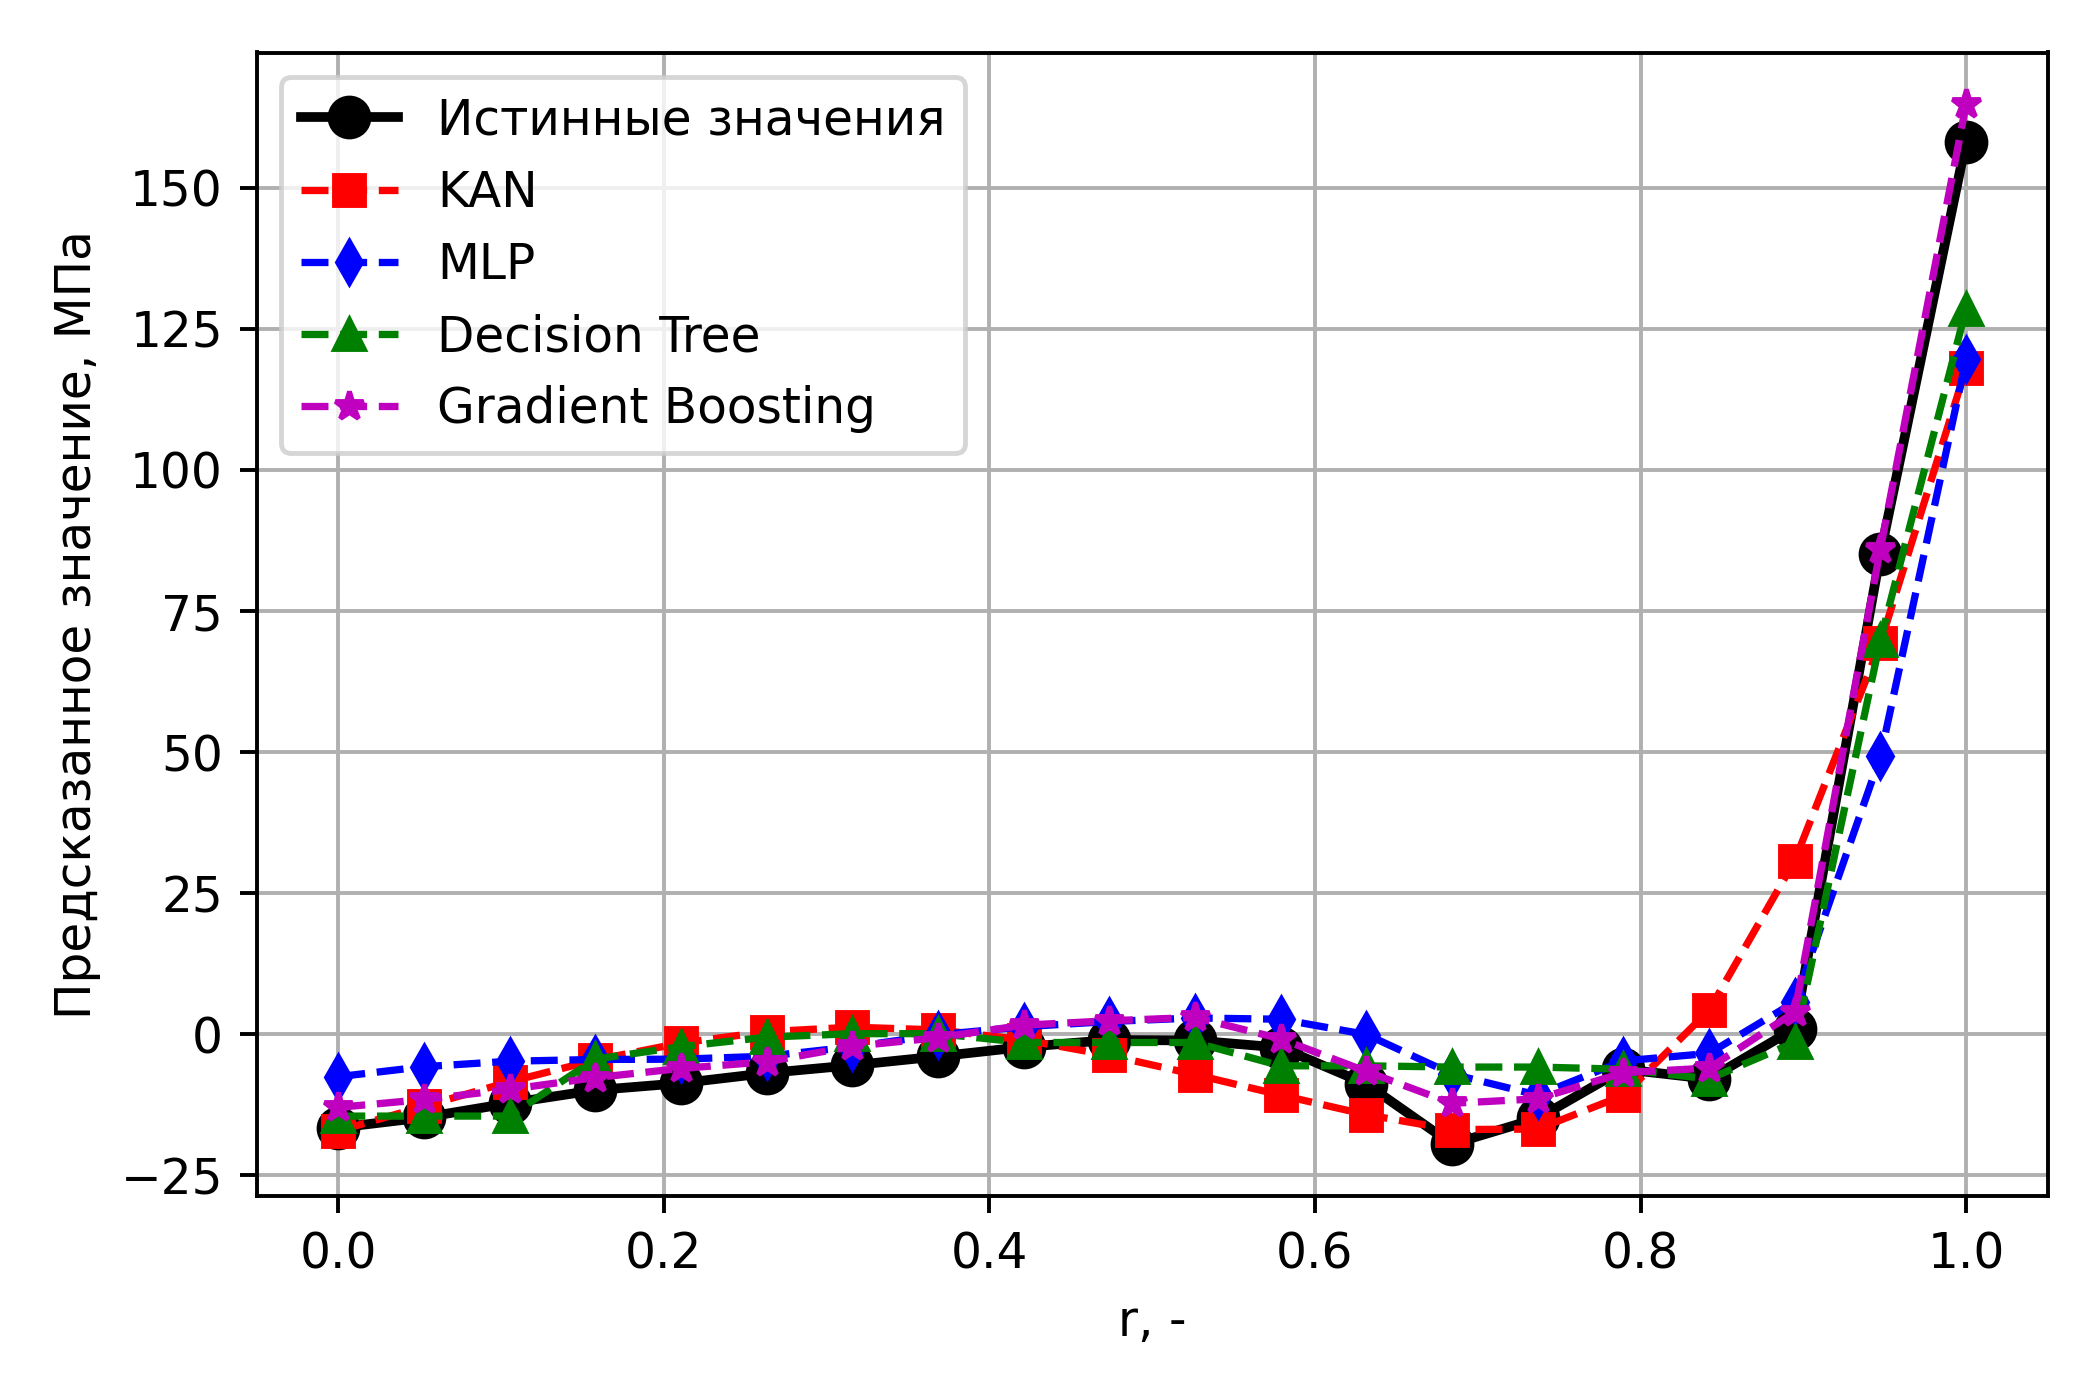 Истинные значения
KAN
MLP
Decision Tree
Gradient Boosting
Предсказанное значение, МПа
150
125
100
75
50
25
0
−25
0.0 0.2 0.4 0.6 0.8 1.0
r, -